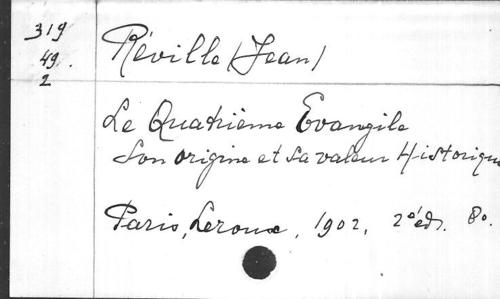 319
49.
2
Réville (Jean)
Le Quatrième Evangile
Son origine et sa valeur Historique
Paris, Leroux, 1902, 2e éd. 8o.